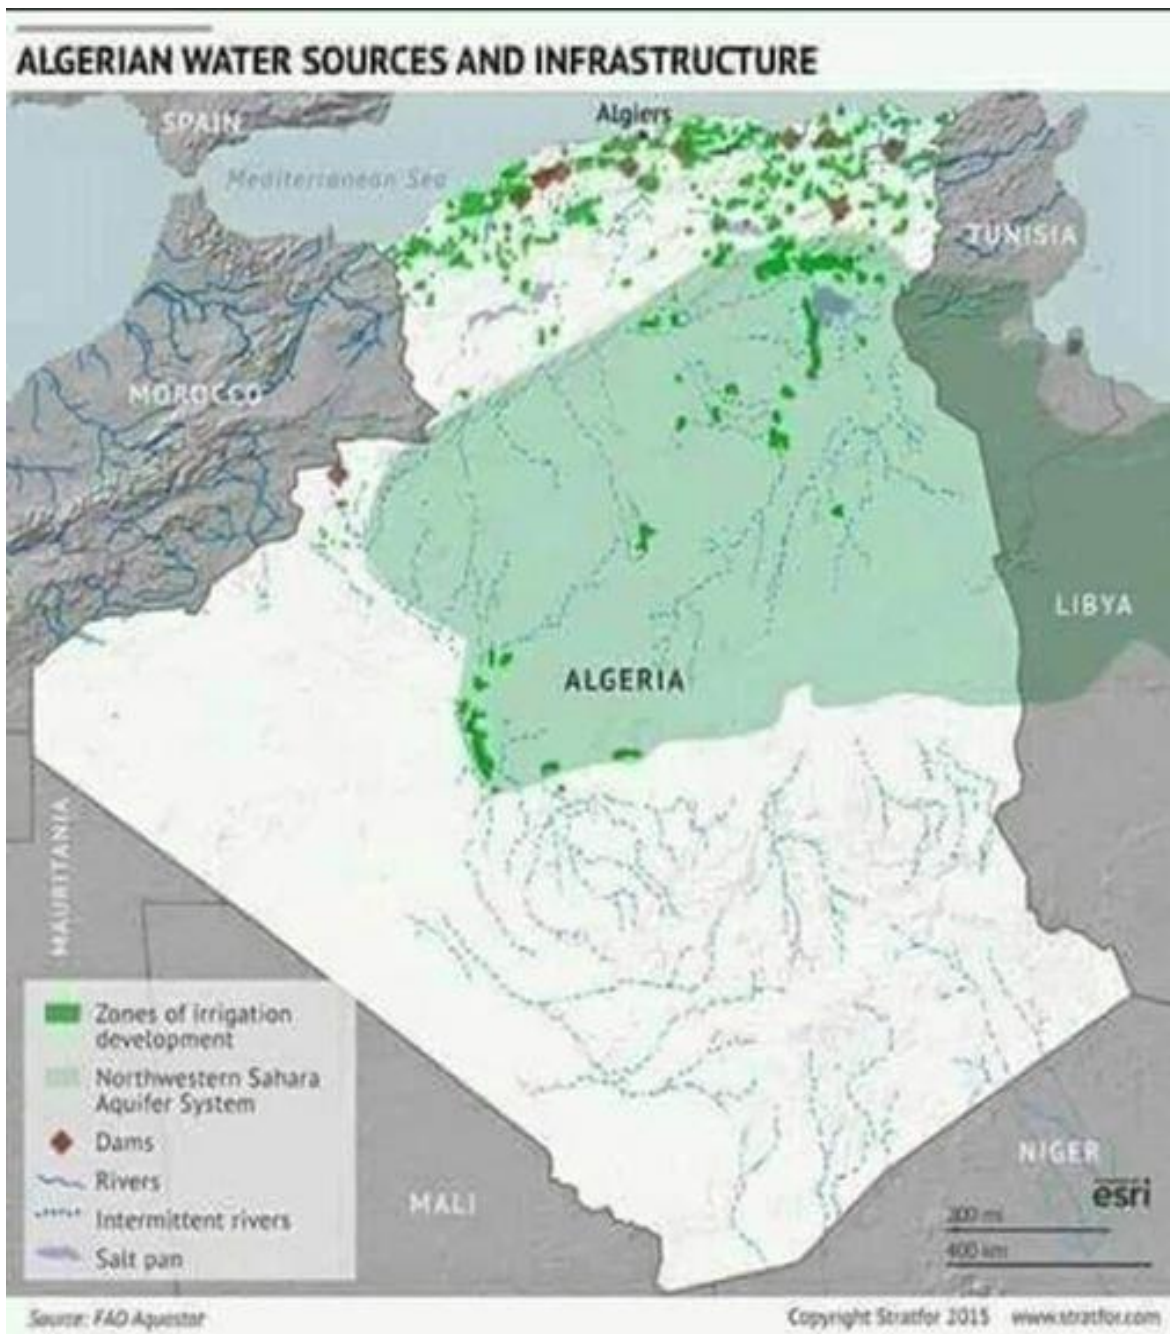 ALGERIAN WATER SOURCES AND INFRASTRUCTURE
SPAIN
Algiers
Mediterranean Sea
TUNISIA
MOROCCO
LIBYA
ALGERIA
MAURITANIA
Zones of irrigation
development
Northwestern Sahara
Aquifer System
Dams
Rivers
Intermittent rivers
Salt pan
MALI
NIGER
esri
300 mi
400 km
Source: FAO Aquastar
Copyright Stratfor 2015 www.stratfor.com